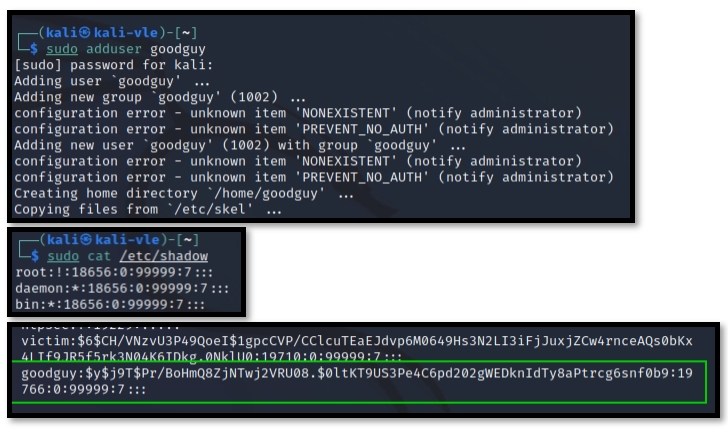 ┌──(kali㉿kali-vle)-[~]
└─$ sudo adduser goodguy
[sudo] password for kali:
Adding user `goodguy' ...
Adding new group `goodguy' (1002) ...
configuration error - unknown item 'NONEXISTENT' (notify administrator)
configuration error - unknown item 'PREVENT_NO_AUTH' (notify administrator)
Adding new user `goodguy' (1002) with group `goodguy' ...
configuration error - unknown item 'NONEXISTENT' (notify administrator)
configuration error - unknown item 'PREVENT_NO_AUTH' (notify administrator)
Creating home directory `/home/goodguy' ...
Copying files from `/etc/skel' ...
┌──(kali㉿kali-vle)-[~]
└─$ sudo cat /etc/shadow
root:!:18656:0:99999:7:::
daemon:*:18656:0:99999:7:::
bin:*:18656:0:99999:7:::
victim:$6$CH/VNzvU3P49QoeI$1gpcCVP/CClcuTEaEJdvp6M0649Hs3N2LI3iFjJuxjZCw4rnceAQs0bKx
4LIf9JR5f5rk3N04K6IDkg.0NklU0:19710:0:99999:7:::
goodguy:$y$j9T$Pr/BoHmQ8ZjNTwj2VRU08.$0ltKT9US3Pe4C6pd202gWEDknIdTy8aPtrcg6snf0b9:19
766:0:99999:7:::